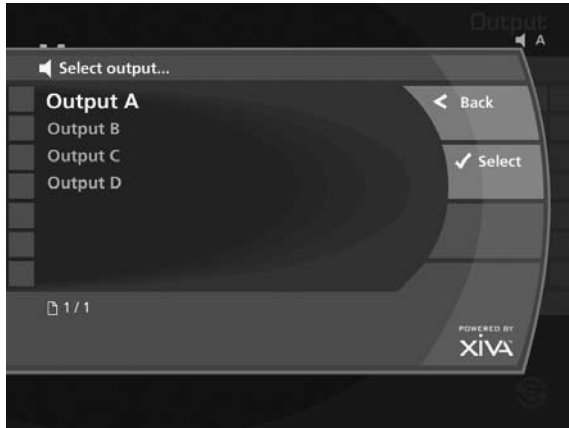 Output
A
Select output...
Output A
Output B
Output C
Output D
< Back
✓ Select
1 / 1
POWERED BY
XiVA